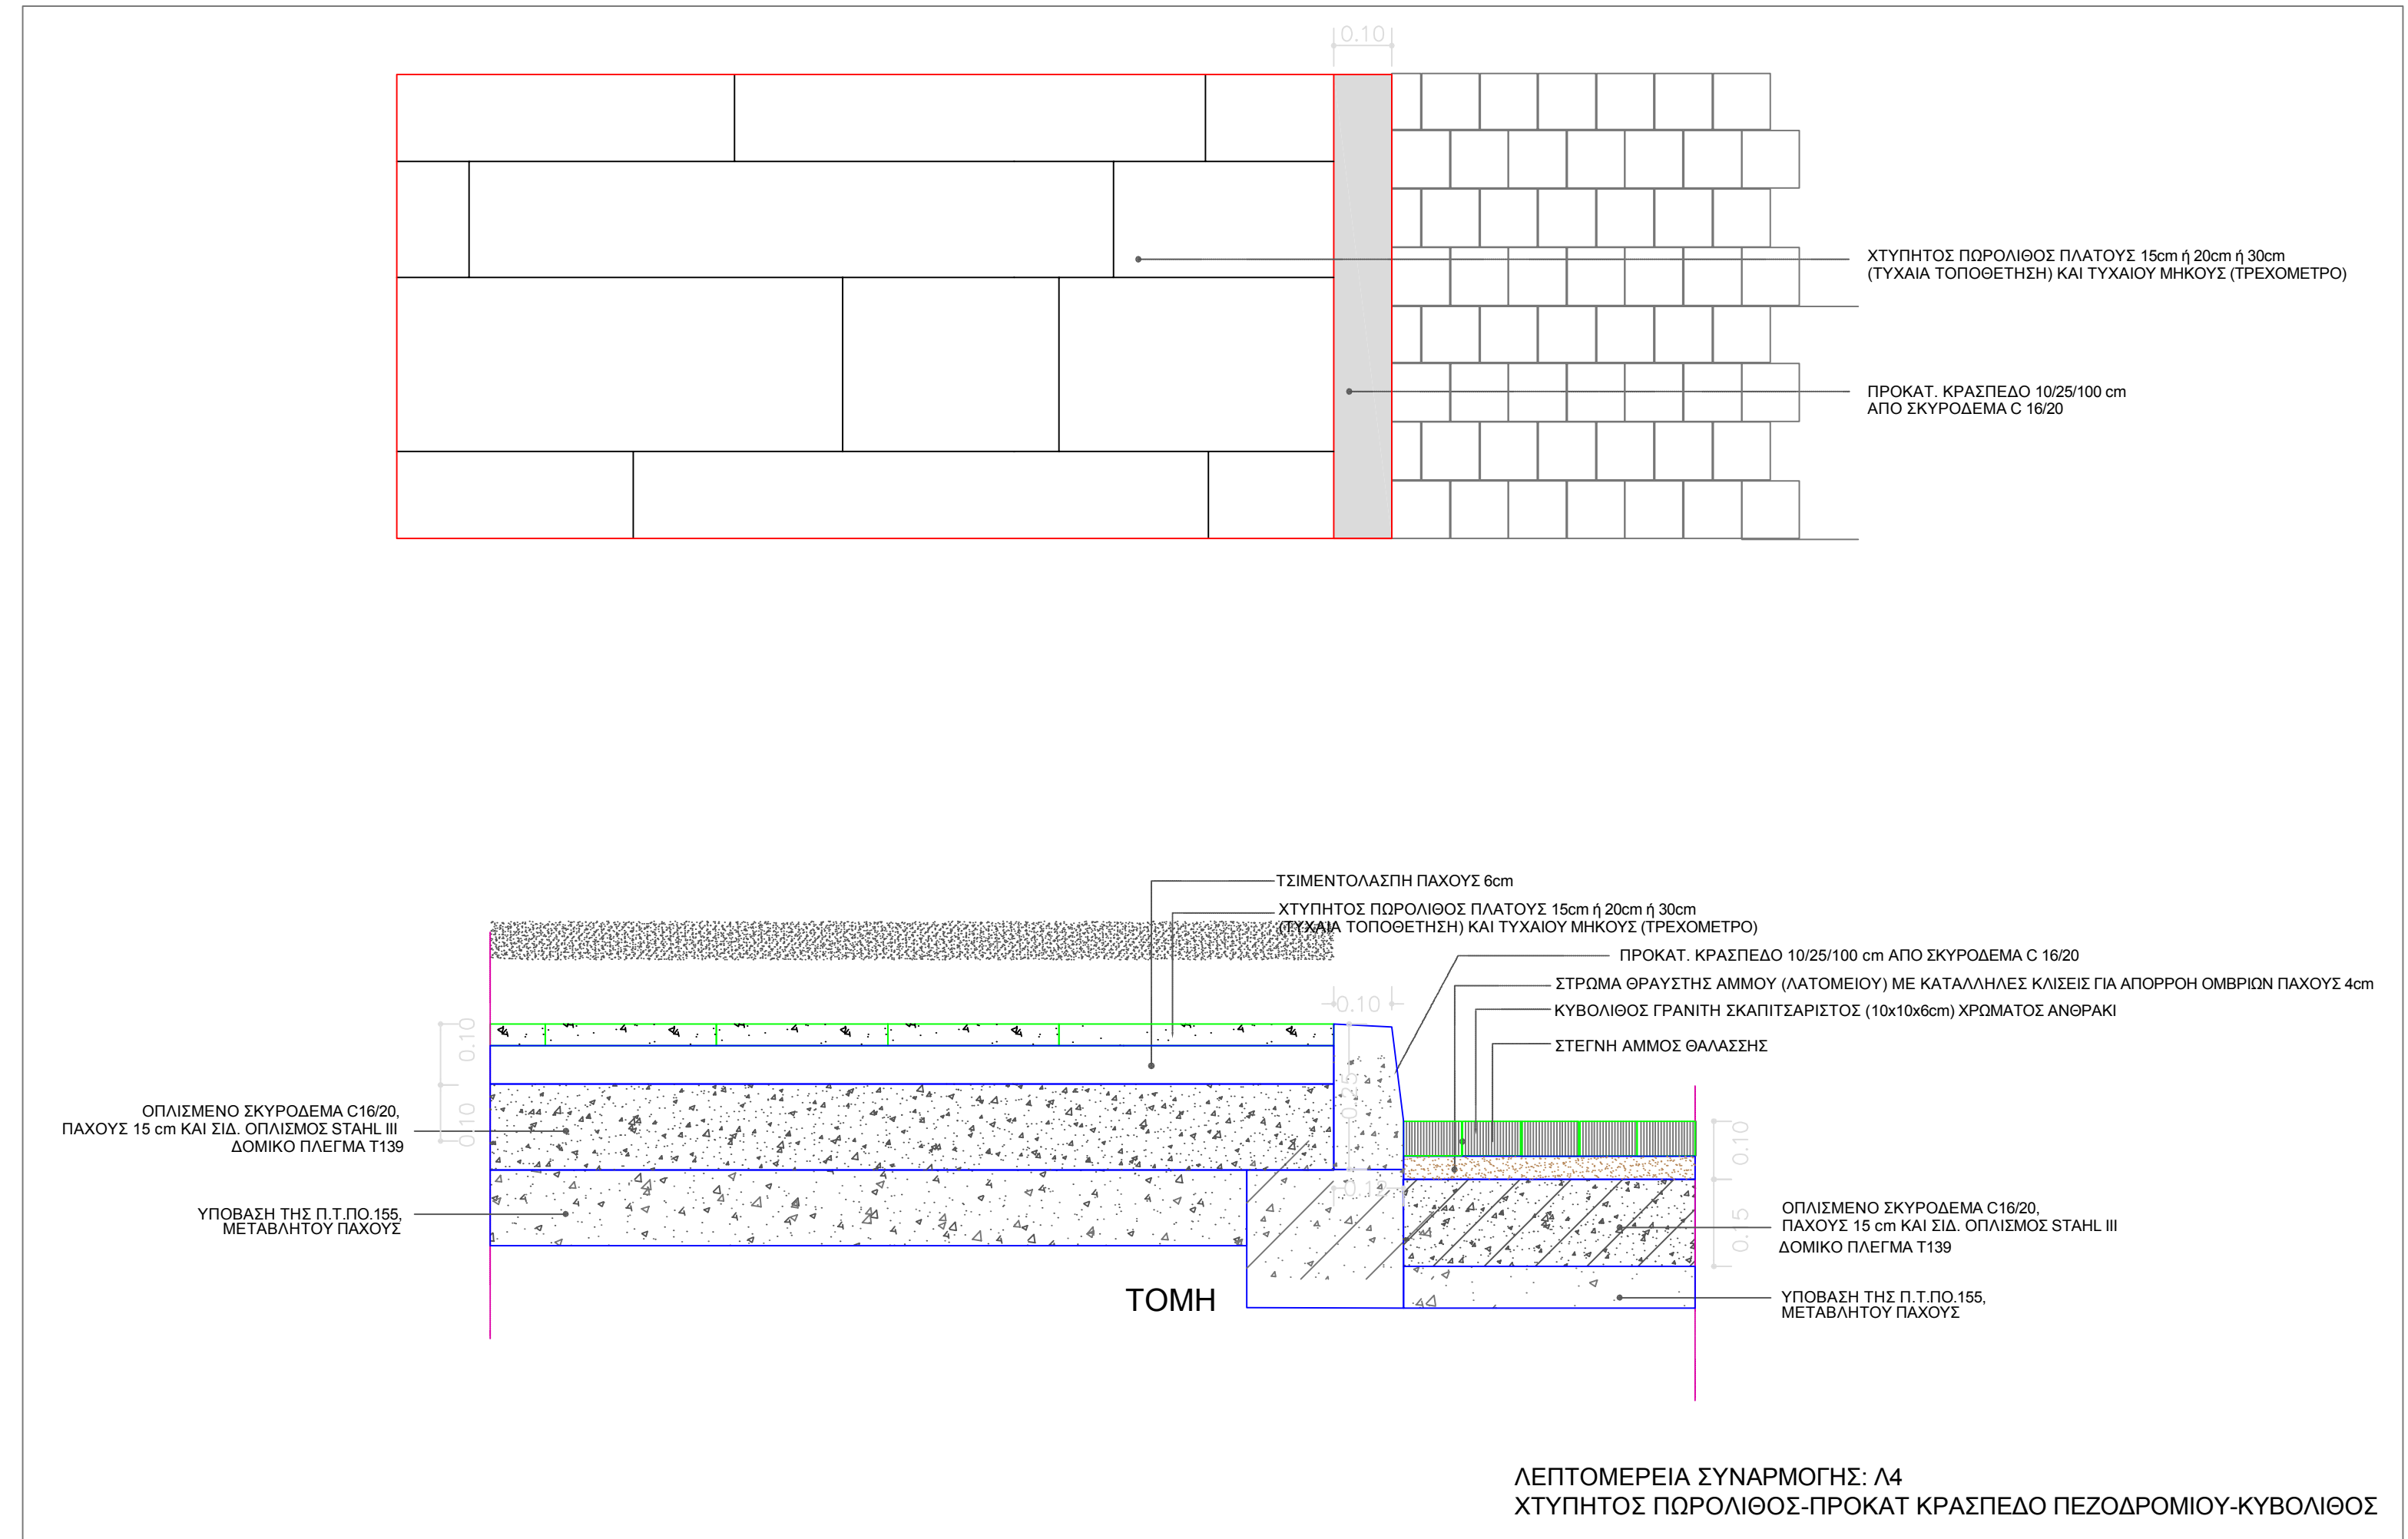 0.10
ΧΤΥΠΗΤΟΣ ΠΩΡΟΛΙΘΟΣ ΠΛΑΤΟΥΣ 15cm ή 20cm ή 30cm
(ΤΥΧΑΙΑ ΤΟΠΟΘΕΤΗΣΗ) ΚΑΙ ΤΥΧΑΙΟΥ ΜΗΚΟΥΣ (ΤΡΕΧΟΜΕΤΡΟ)
ΠΡΟΚΑΤ. ΚΡΑΣΠΕΔΟ 10/25/100 cm
ΑΠΟ ΣΚΥΡΟΔΕΜΑ C 16/20
ΤΣΙΜΕΝΤΟΛΑΣΠΗ ΠΑΧΟΥΣ 6cm
ΧΤΥΠΗΤΟΣ ΠΩΡΟΛΙΘΟΣ ΠΛΑΤΟΥΣ 15cm ή 20cm ή 30cm
(ΤΥΧΑΙΑ ΤΟΠΟΘΕΤΗΣΗ) ΚΑΙ ΤΥΧΑΙΟΥ ΜΗΚΟΥΣ (ΤΡΕΧΟΜΕΤΡΟ)
ΠΡΟΚΑΤ. ΚΡΑΣΠΕΔΟ 10/25/100 cm ΑΠΟ ΣΚΥΡΟΔΕΜΑ C 16/20
ΣΤΡΩΜΑ ΘΡΑΥΣΤΗΣ ΑΜΜΟΥ (ΛΑΤΟΜΕΙΟΥ) ΜΕ ΚΑΤΑΛΛΗΛΕΣ ΚΛΙΣΕΙΣ ΓΙΑ ΑΠΟΡΡΟΗ ΟΜΒΡΙΩΝ ΠΑΧΟΥΣ 4cm
ΚΥΒΟΛΙΘΟΣ ΓΡΑΝΙΤΗ ΣΚΑΠΙΤΣΑΡΙΣΤΟΣ (10x10x6cm) ΧΡΩΜΑΤΟΣ ΑΝΘΡΑΚΙ
ΣΤΕΓΝΗ ΑΜΜΟΣ ΘΑΛΑΣΣΗΣ
0.10
0.10
0.10
0.25
0.12
0.10
0.15
ΟΠΛΙΣΜΕΝΟ ΣΚΥΡΟΔΕΜΑ C16/20,
ΠΑΧΟΥΣ 15 cm ΚΑΙ ΣΙΔ. ΟΠΛΙΣΜΟΣ STAHL III
ΔΟΜΙΚΟ ΠΛΕΓΜΑ Τ139
ΥΠΟΒΑΣΗ ΤΗΣ Π.Τ.ΠΟ.155,
ΜΕΤΑΒΛΗΤΟΥ ΠΑΧΟΥΣ
ΟΠΛΙΣΜΕΝΟ ΣΚΥΡΟΔΕΜΑ C16/20,
ΠΑΧΟΥΣ 15 cm ΚΑΙ ΣΙΔ. ΟΠΛΙΣΜΟΣ STAHL III
ΔΟΜΙΚΟ ΠΛΕΓΜΑ Τ139
ΥΠΟΒΑΣΗ ΤΗΣ Π.Τ.ΠΟ.155,
ΜΕΤΑΒΛΗΤΟΥ ΠΑΧΟΥΣ
ΤΟΜΗ
ΛΕΠΤΟΜΕΡΕΙΑ ΣΥΝΑΡΜΟΓΗΣ: Λ4
ΧΤΥΠΗΤΟΣ ΠΩΡΟΛΙΘΟΣ-ΠΡΟΚΑΤ ΚΡΑΣΠΕΔΟ ΠΕΖΟΔΡΟΜΙΟΥ-ΚΥΒΟΛΙΘΟΣ